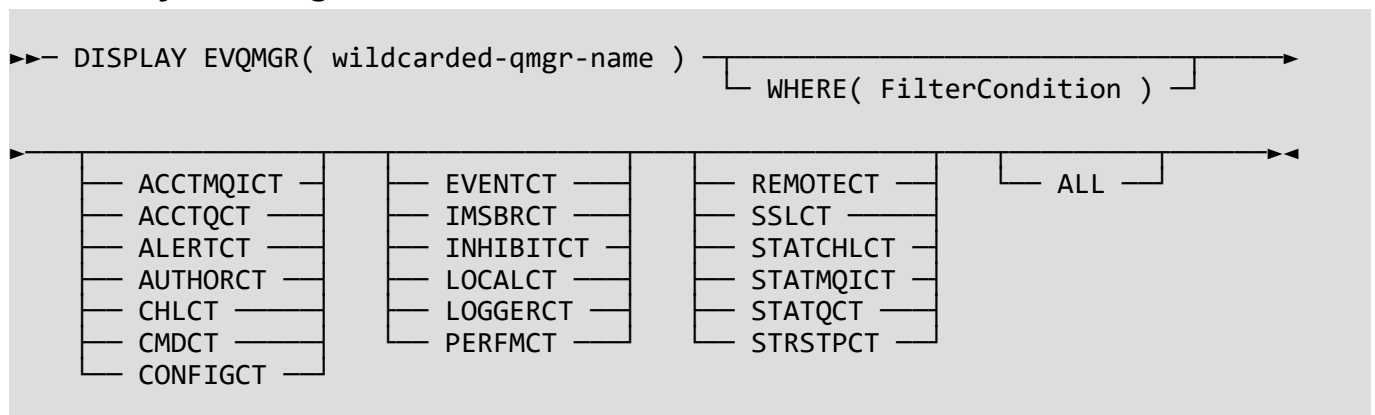 DISPLAY EVQMGR( wildcarded-qmgr-name )
WHERE( FilterCondition )
ACCTMQICT EVENTCT REMOTECT ALL
ACCTQCT IMSBRCT SSLCT
ALERTCT INHIBITCT STATCHLCT
AUTHORCT LOCALCT STATMQICT
CHLCT LOGGERCT STATQCT
CMDCT PERFMCT STRSTPCT
CONFIGCT